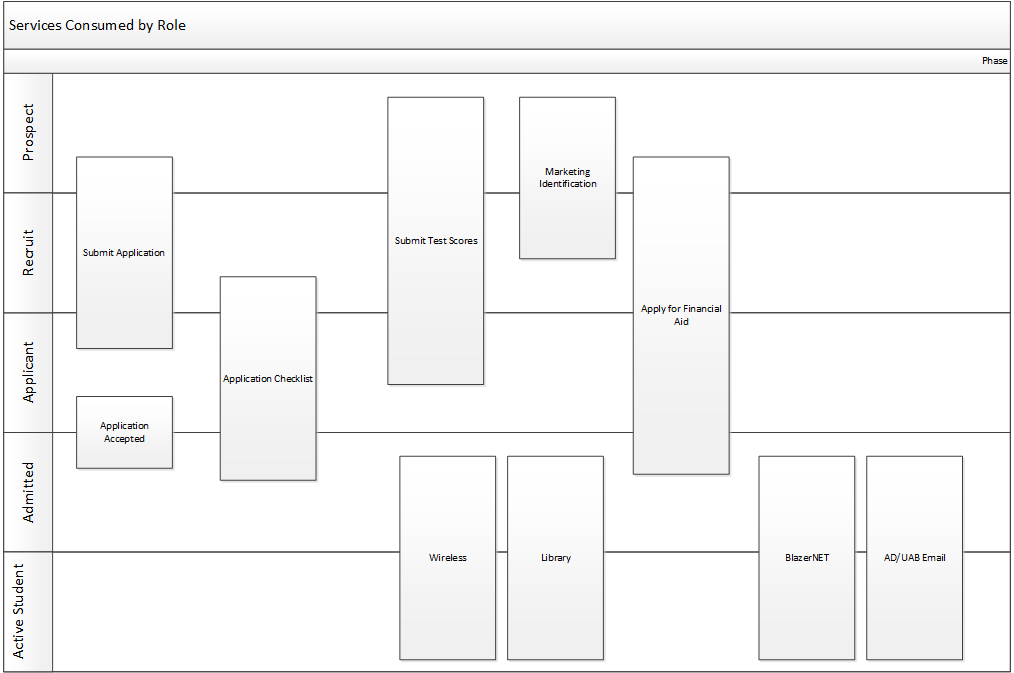 Services Consumed by Role
Phase
Prospect
Marketing
Identification
Recruit
Submit Application
Submit Test Scores
Apply for Financial
Aid
Applicant
Application Checklist
Application
Accepted
Admitted
Wireless
Library
BlazerNET
AD/UAB Email
Active Student